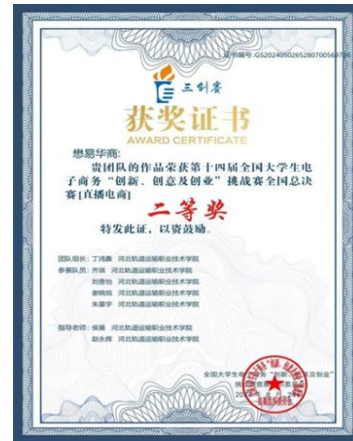 三创赛
获奖证书
AWARD CERTIFICATE
懋易华商:
贵团队的作品荣获第十四届全国大学生电
子商务“创新、创意及创业”挑战赛全国总决
赛[直播电商]
二等奖
特发此证，以资鼓励。
团队组长: 丁鸿鑫 河北轨道运输职业技术学院
参赛队员: 齐琪 河北轨道运输职业技术学院
刘香怡 河北轨道运输职业技术学院
谢晓旭 河北轨道运输职业技术学院
朱星宇 河北轨道运输职业技术学院
指导老师: 侯晨 河北轨道运输职业技术学院
赵永辉 河北轨道运输职业技术学院